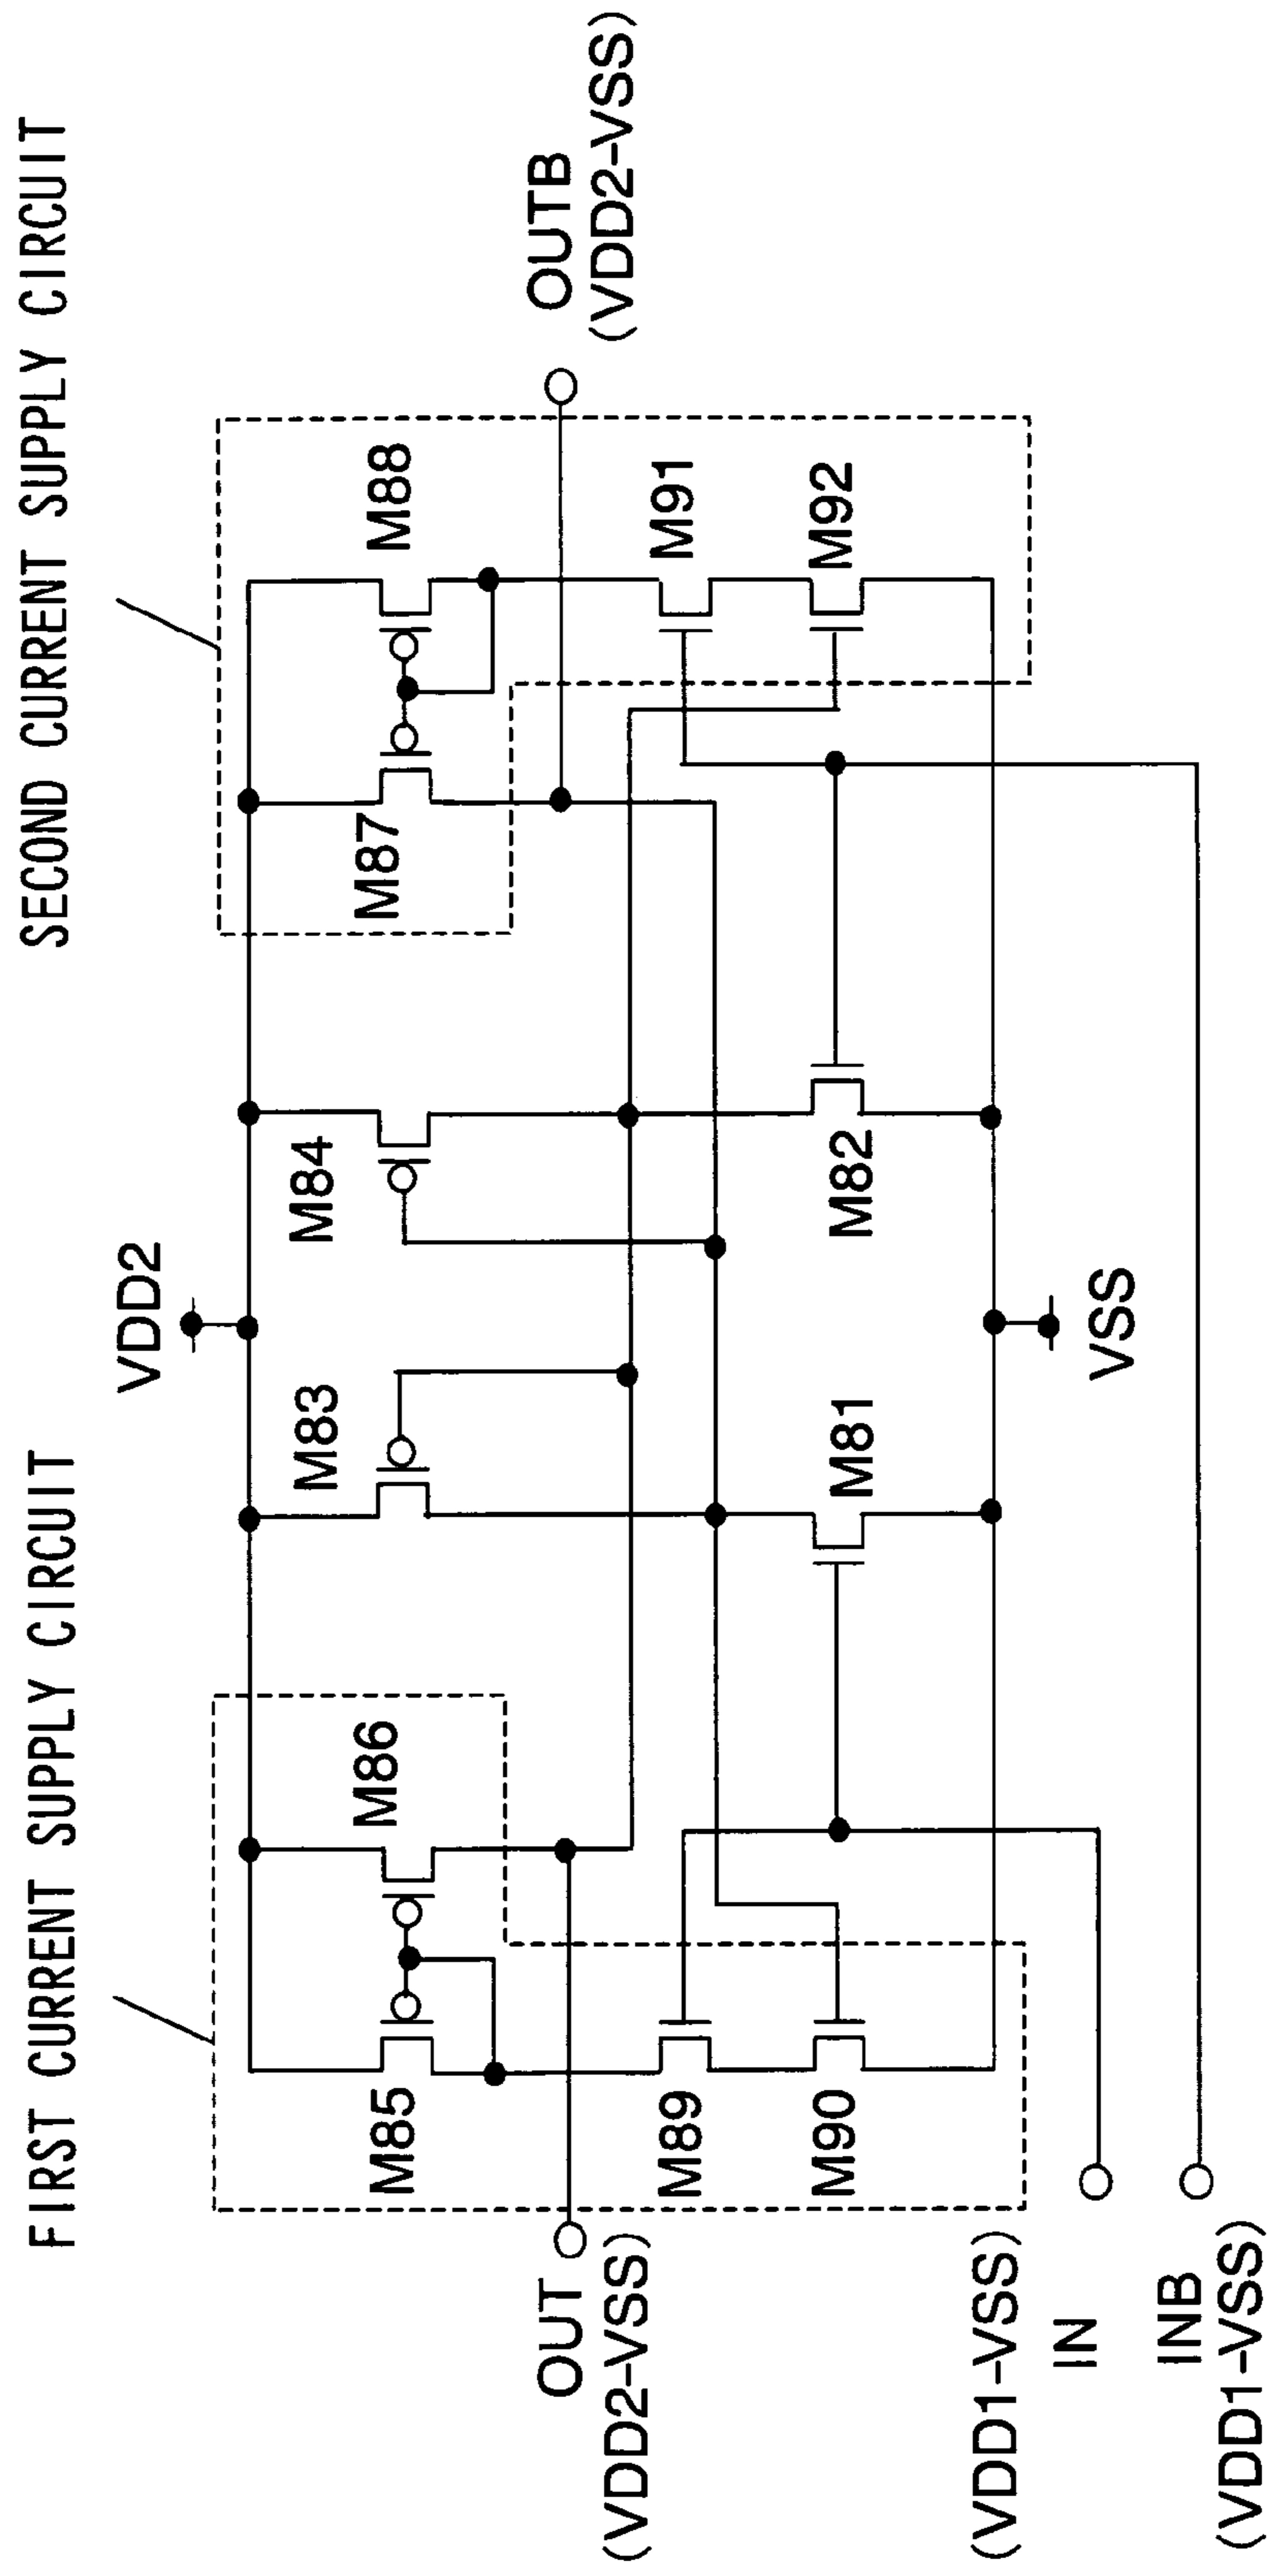 FIRST CURRENT SUPPLY CIRCUIT
SECOND CURRENT SUPPLY CIRCUIT
VDD2
M85
M86
M83
M84
M87
M88
OUT
(VDD2-VSS)
OUTB
(VDD2-VSS)
M89
M90
M81
M82
M91
M92
VSS
(VDD1-VSS)
IN
INB
(VDD1-VSS)